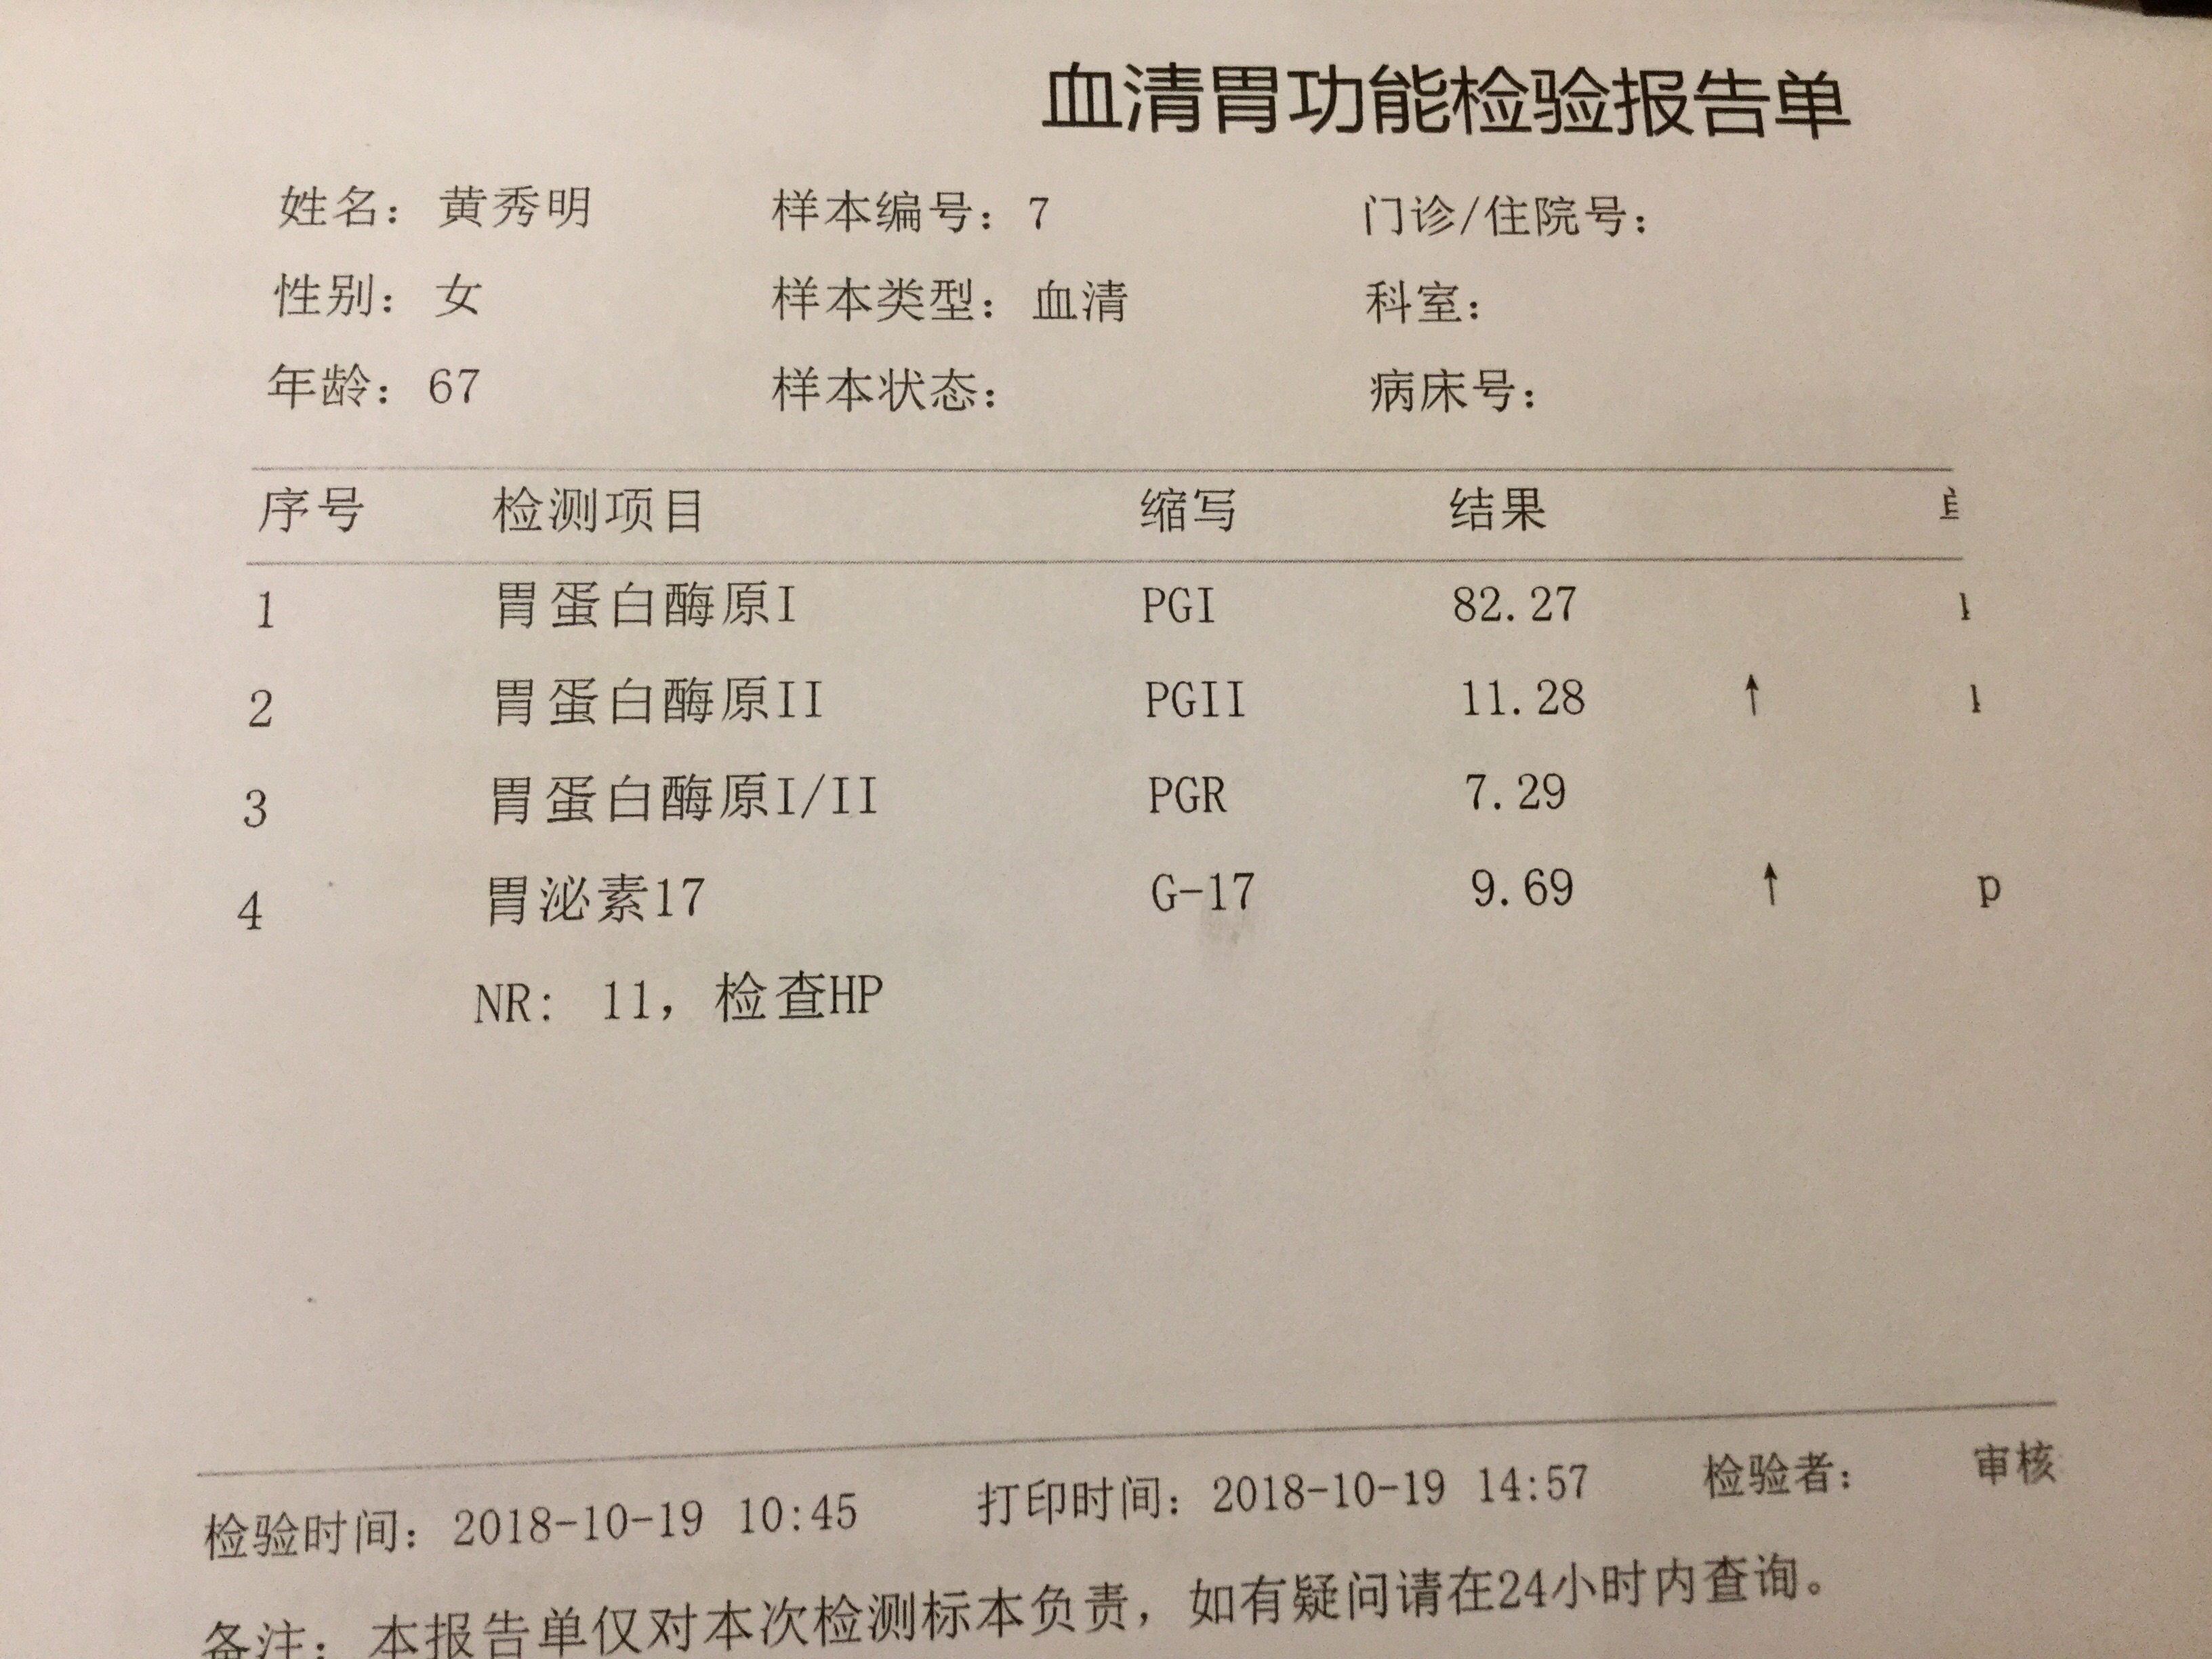 血清胃功能检验报告单
姓名： 黄秀明 样本编号： 7 门诊/住院号：
性别： 女 样本类型： 血清 科室：
年龄： 67 样本状态： 病床号：
序号 检测项目 缩写 结果
1 胃蛋白酶原I PGI 82.27
2 胃蛋白酶原II PGII 11.28 ↑
3 胃蛋白酶原I/II PGR 7.29
4 胃泌素17 G-17 9.69 ↑ p
NR: 11, 检查HP
检验时间： 2018-10-19 10:45 打印时间： 2018-10-19 14:57 检验者： 审核
备注： 本报告单仅对本次检测标本负责，如有疑问请在24小时内查询。